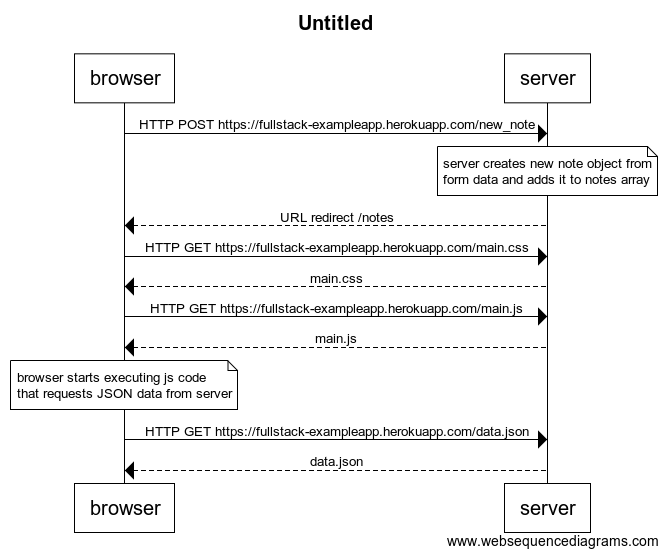 Untitled
browser
server
HTTP POST https://fullstack-exampleapp.herokuapp.com/new_note
server creates new note object from
form data and adds it to notes array
URL redirect /notes
HTTP GET https://fullstack-exampleapp.herokuapp.com/main.css
main.css
HTTP GET https://fullstack-exampleapp.herokuapp.com/main.js
main.js
browser starts executing js code
that requests JSON data from server
HTTP GET https://fullstack-exampleapp.herokuapp.com/data.json
data.json
browser
server
www.websequencediagrams.com